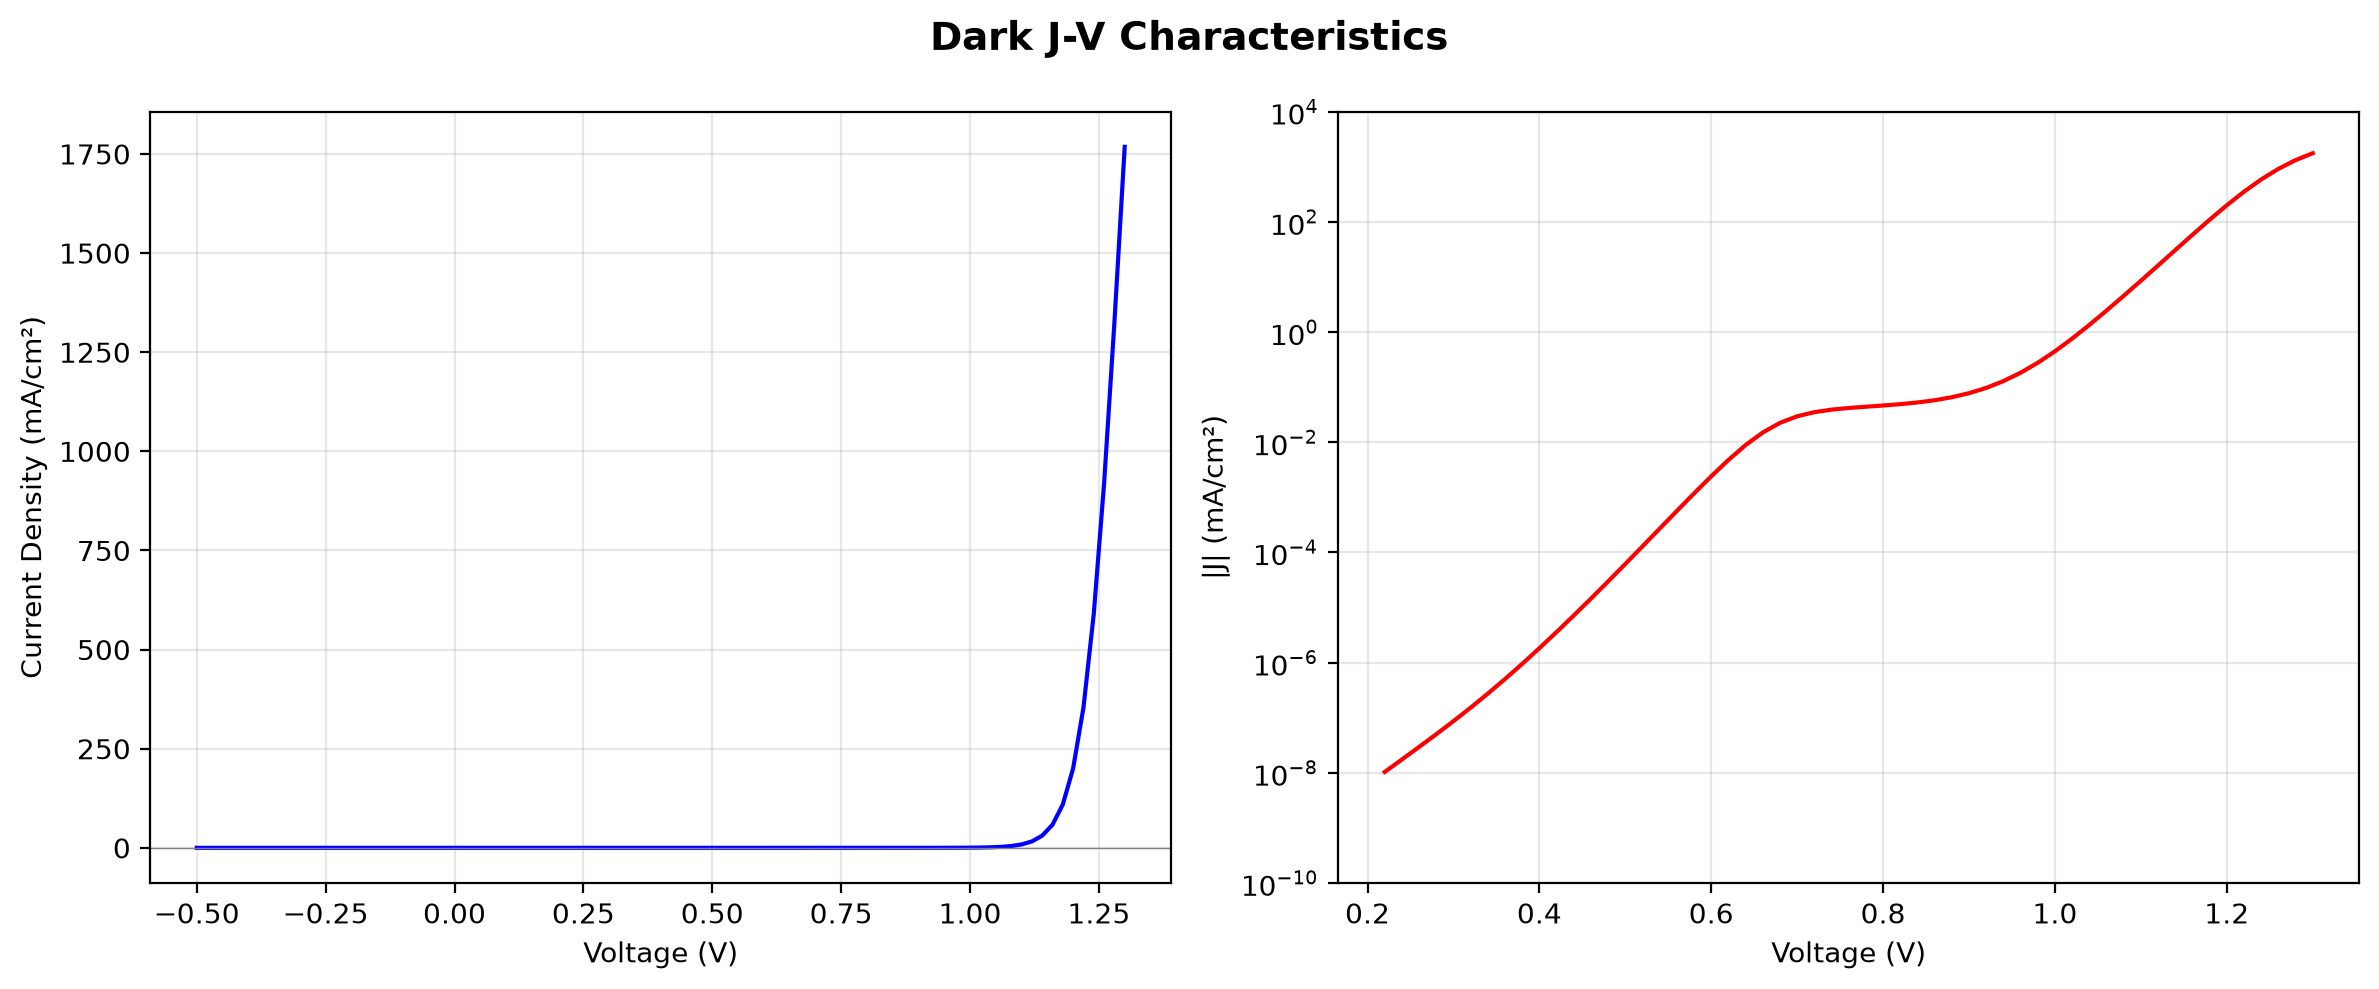 Dark J-V Characteristics
Current Density (mA/cm²)
1750
1500
1250
1000
750
500
250
0
−0.50 −0.25 0.00 0.25 0.50 0.75 1.00 1.25
Voltage (V)
|J| (mA/cm²)
10⁴
10²
10⁰
10⁻²
10⁻⁴
10⁻⁶
10⁻⁸
10⁻¹⁰
0.2 0.4 0.6 0.8 1.0 1.2
Voltage (V)